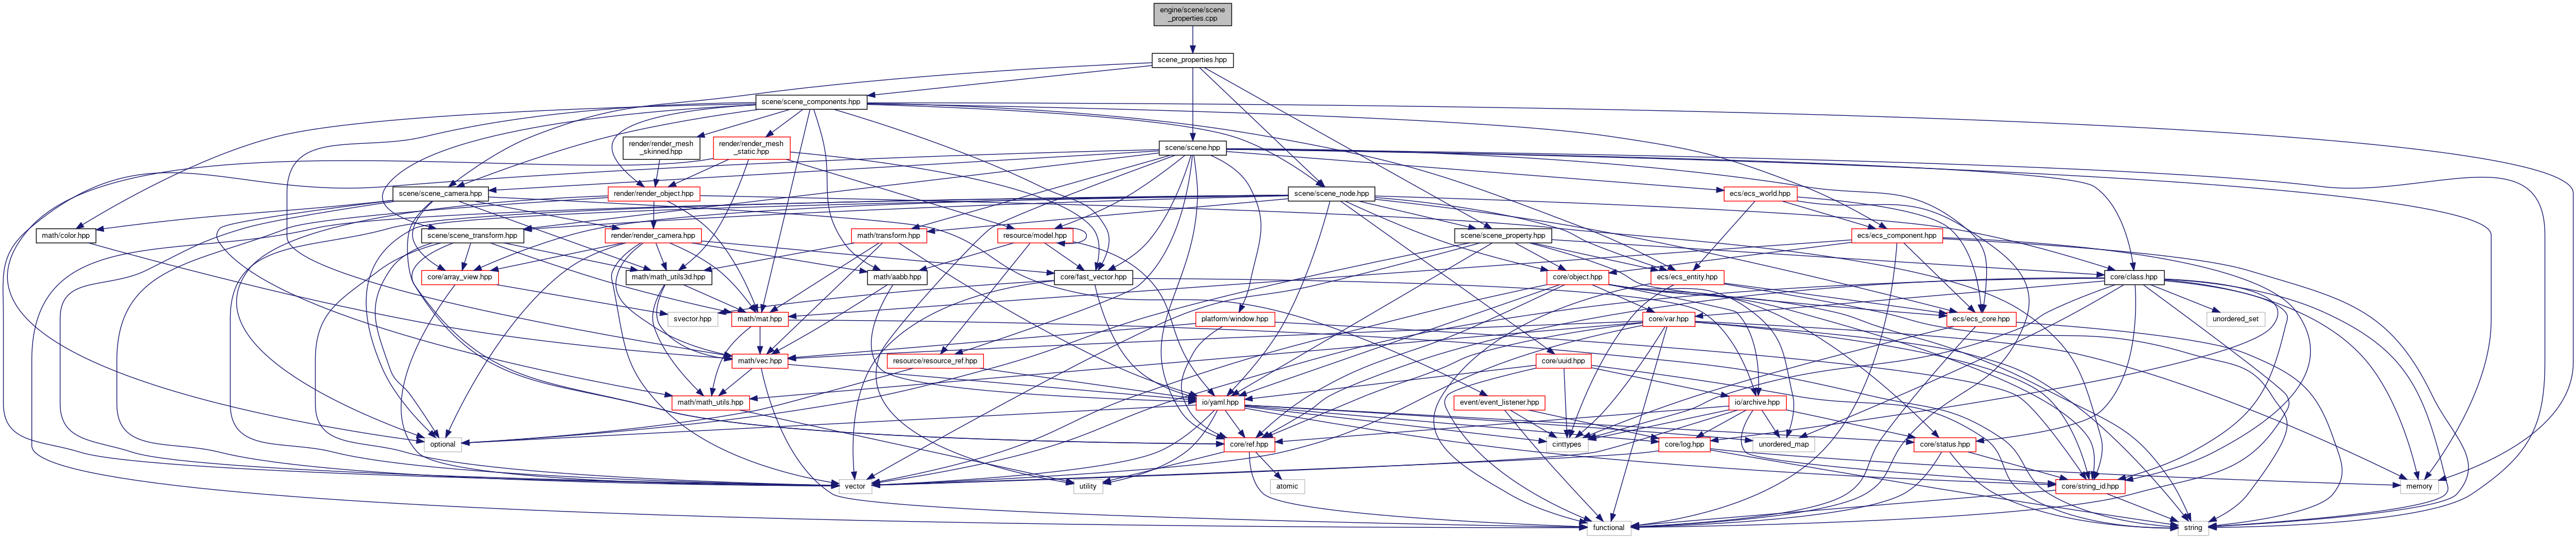 engine/scene/scene
_properties.cpp
scene_properties.hpp
scene/scene_components.hpp
render/render_mesh
_skinned.hpp
render/render_mesh
_static.hpp
scene/scene.hpp
scene/scene_camera.hpp
render/render_object.hpp
scene/scene_node.hpp
ecs/ecs_world.hpp
math/color.hpp
scene/scene_transform.hpp
render/render_camera.hpp
math/transform.hpp
resource/model.hpp
scene/scene_property.hpp
ecs/ecs_component.hpp
core/array_view.hpp
math/math_utils3d.hpp
math/aabb.hpp
core/fast_vector.hpp
core/object.hpp
ecs/ecs_entity.hpp
core/class.hpp
svector.hpp
math/mat.hpp
platform/window.hpp
core/var.hpp
ecs/ecs_core.hpp
unordered_set
math/vec.hpp
resource/resource_ref.hpp
core/uuid.hpp
math/math_utils.hpp
io/yaml.hpp
event/event_listener.hpp
io/archive.hpp
optional
core/ref.hpp
cinttypes
core/log.hpp
unordered_map
core/status.hpp
vector
utility
atomic
core/string_id.hpp
memory
functional
string